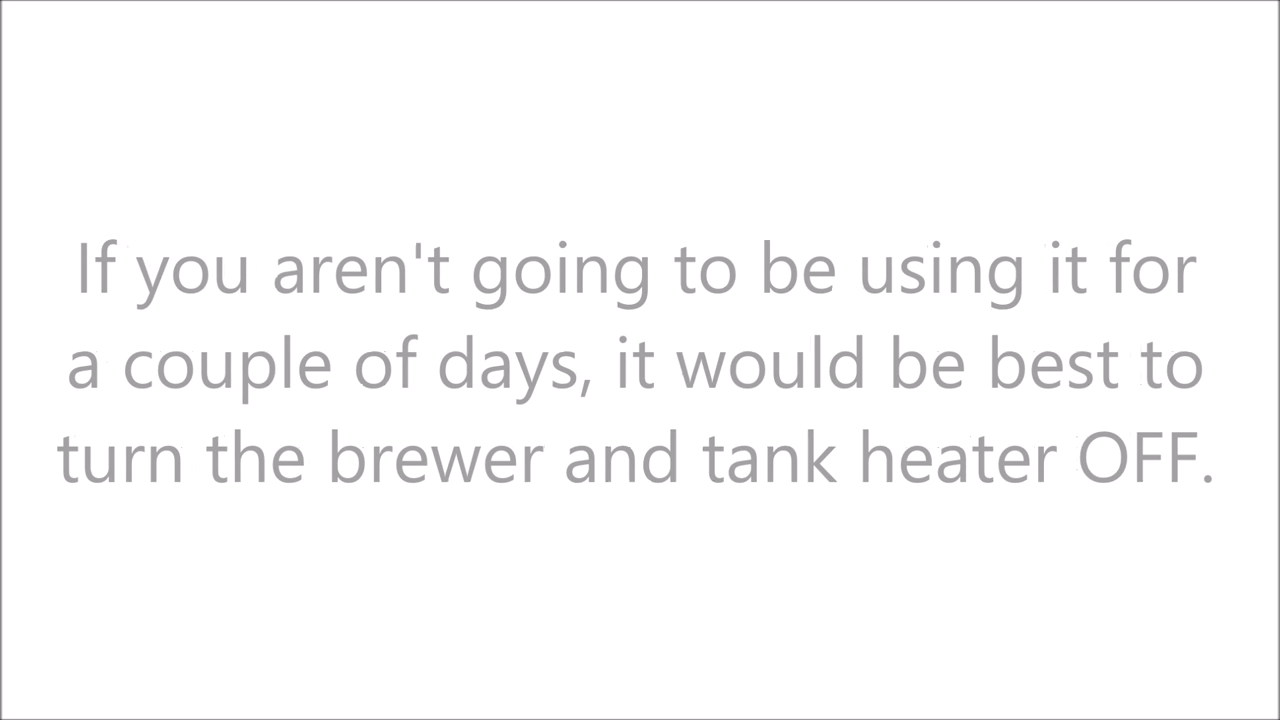 If you aren't going to be using it for
a couple of days, it would be best to
turn the brewer and tank heater OFF.